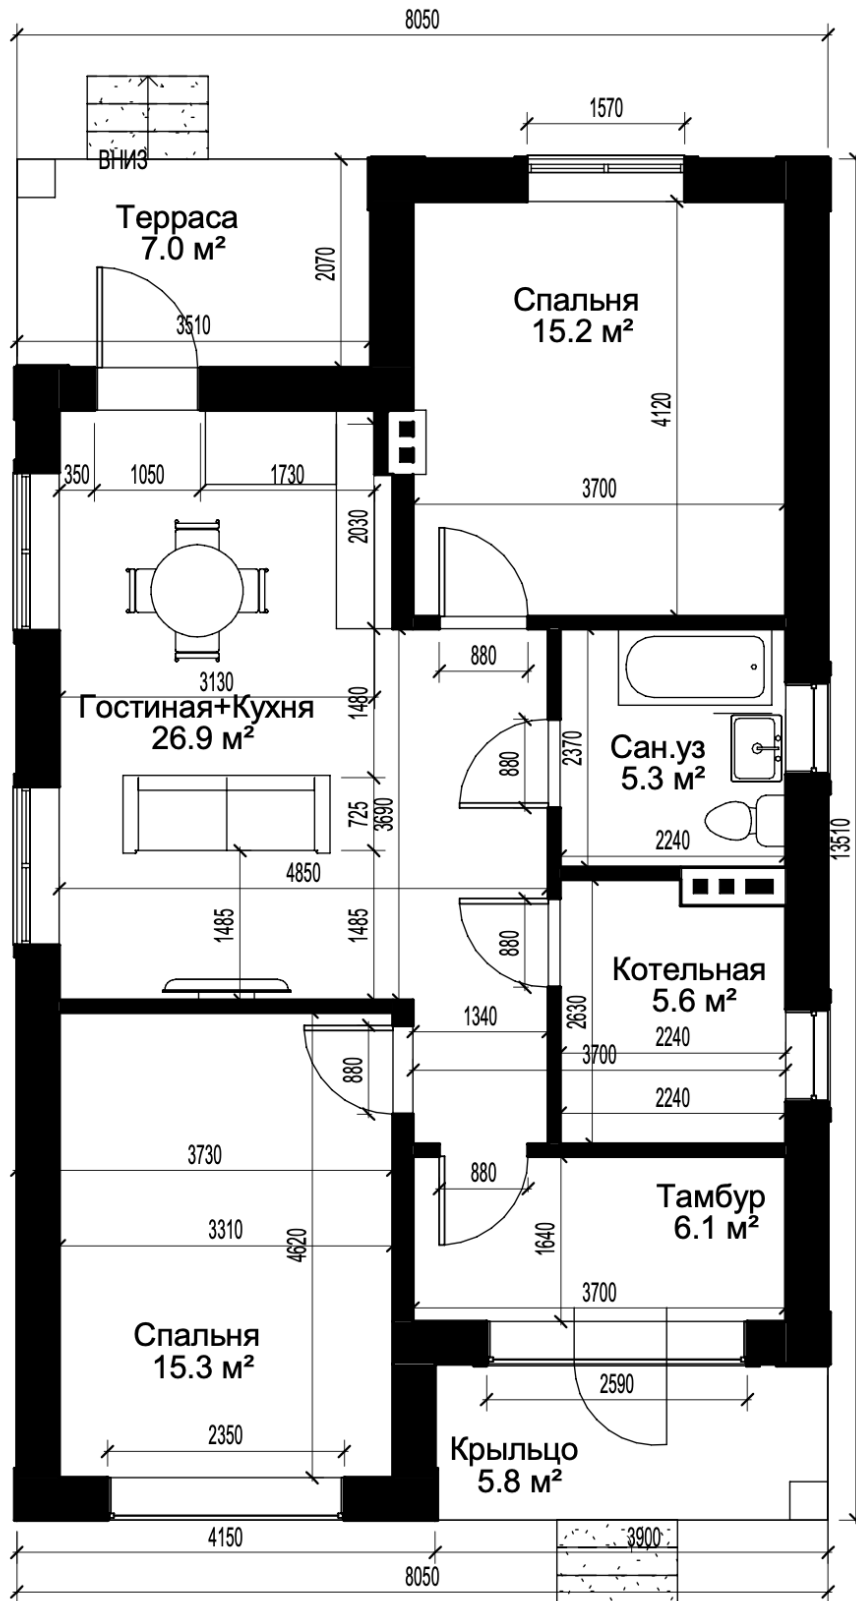 8050
1570
ВНИЗ
Терраса
7.0 м²
2070
3510
Спальня
15.2 м²
4120
3700
350
1050
1730
2030
3130
1480
Гостиная+Кухня
26.9 м²
880
880
2370
Сан.уз
5.3 м²
2240
13510
725
3690
4850
1485
1485
880
Котельная
5.6 м²
2630
1340
2240
3700
2240
880
3730
3310
4620
880
1640
Тамбур
6.1 м²
3700
Спальня
15.3 м²
2350
2590
Крыльцо
5.8 м²
4150
3900
8050